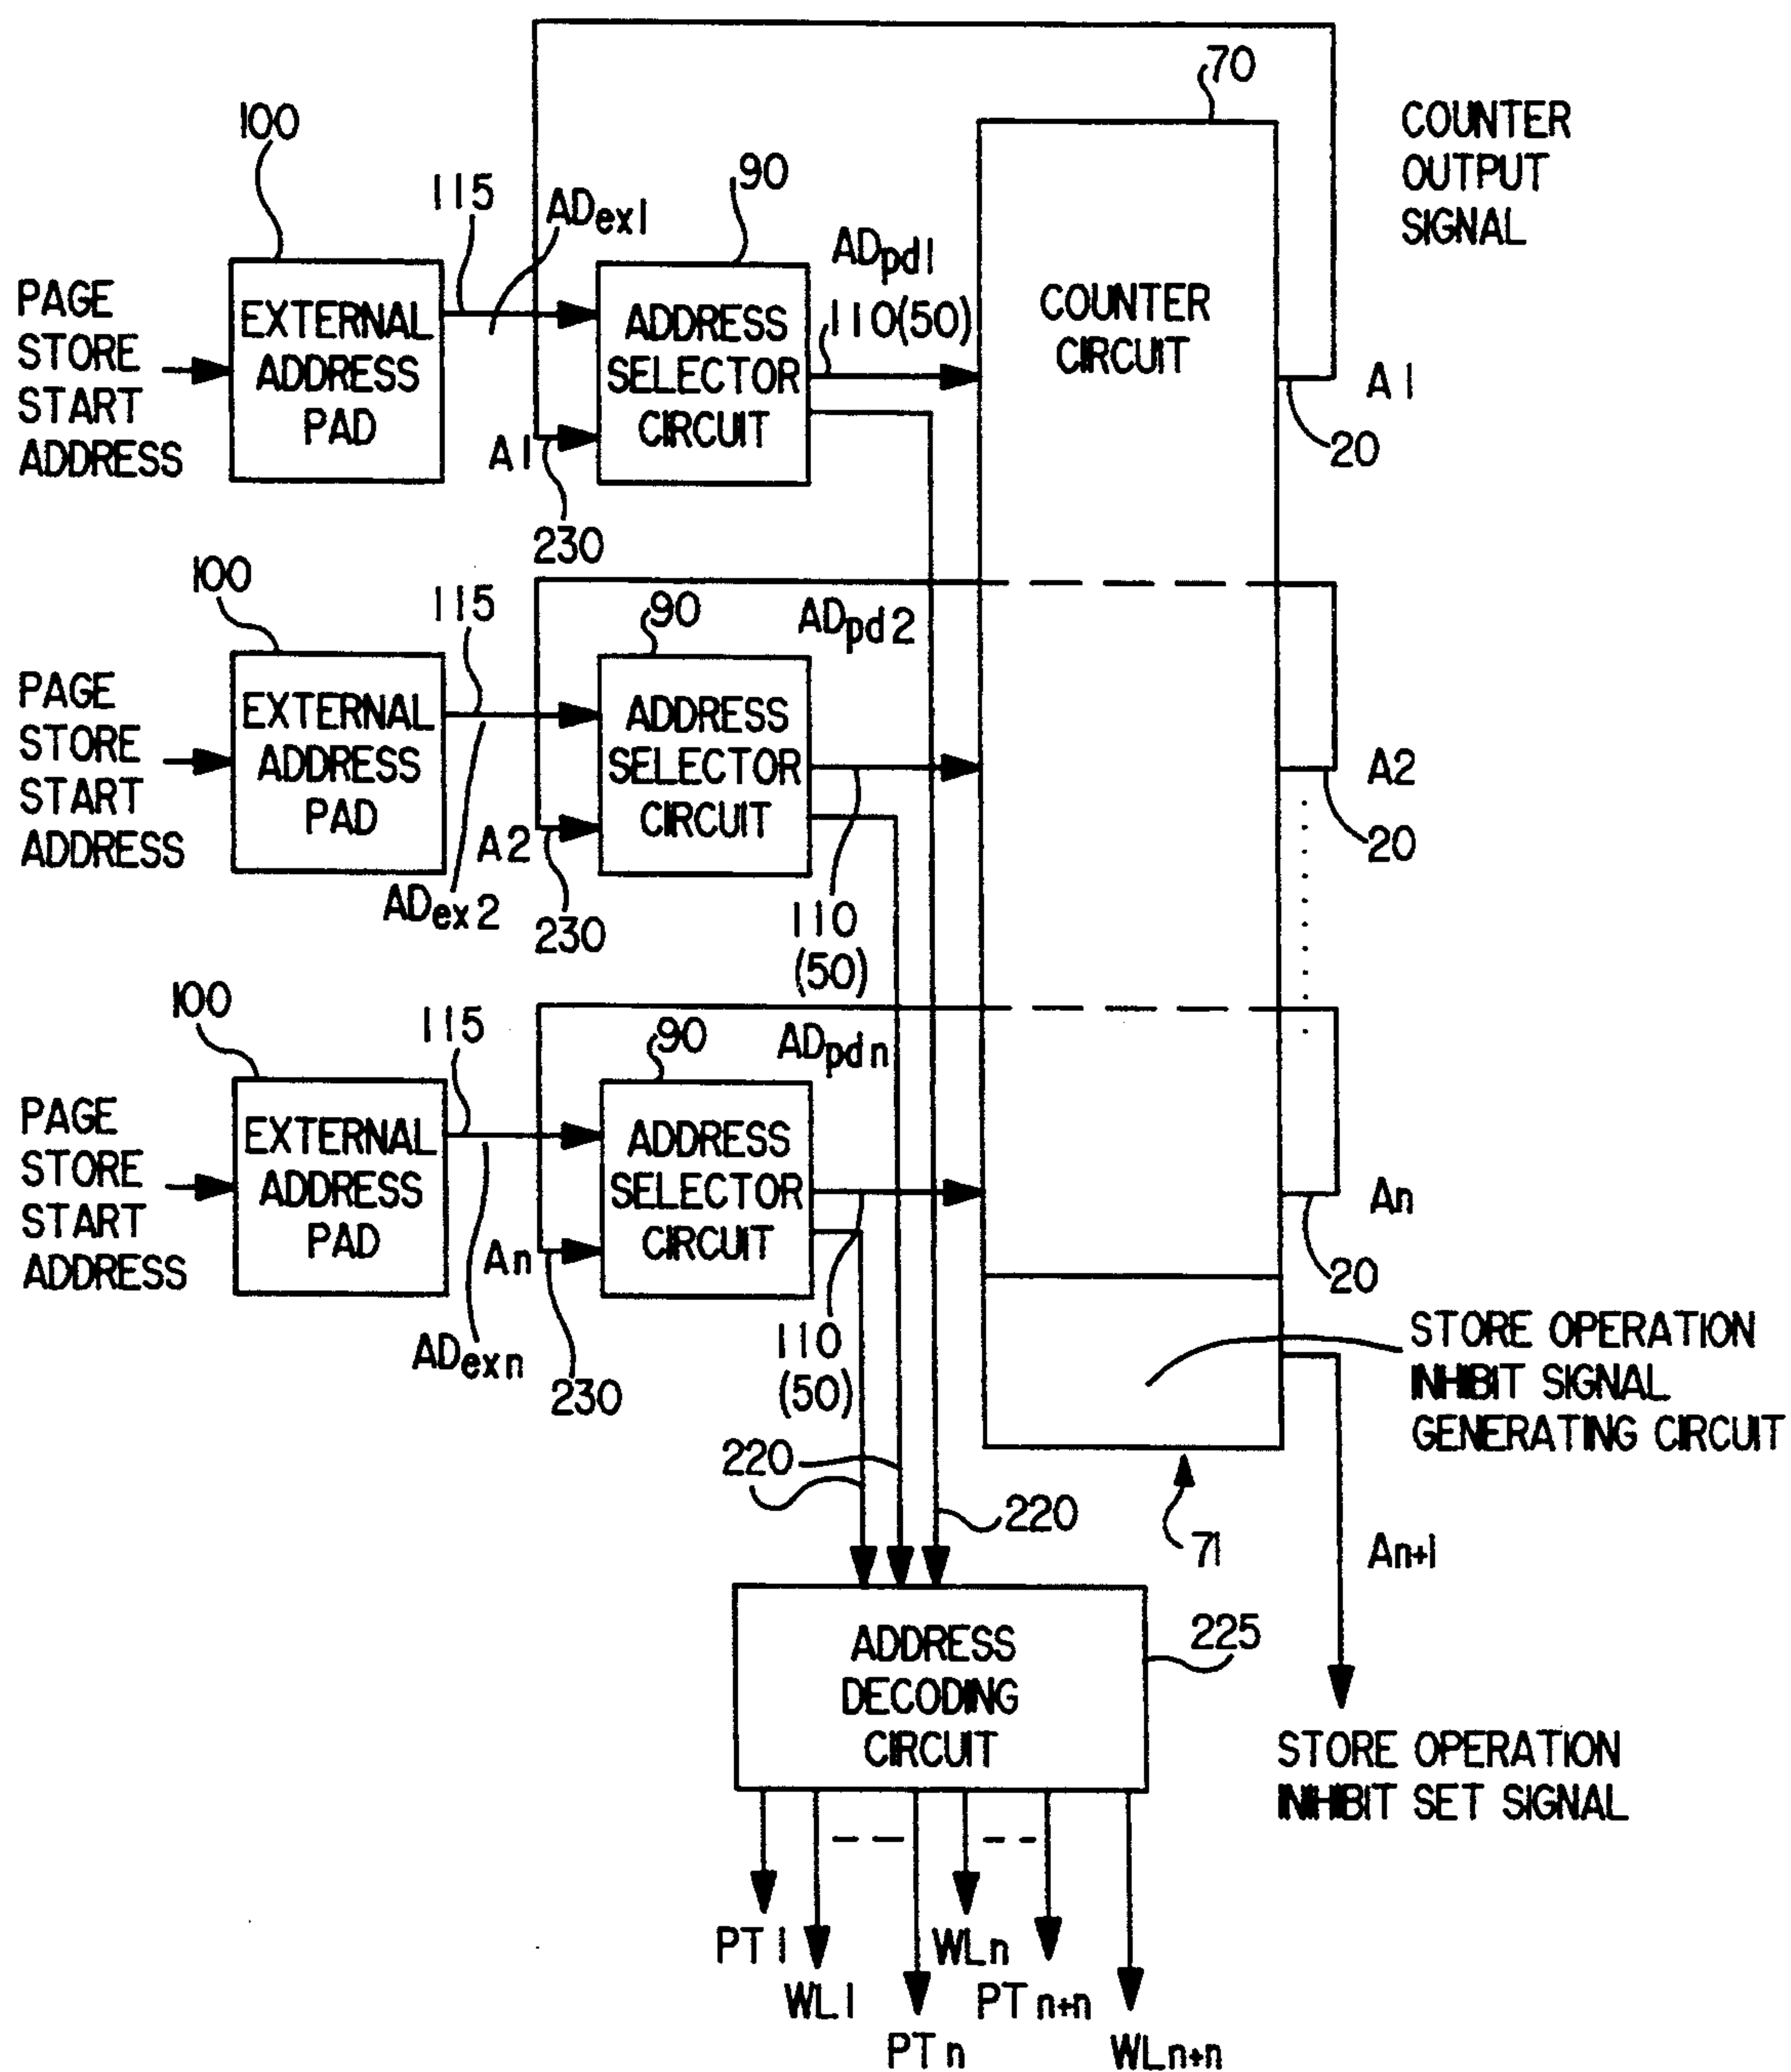 70
COUNTER
OUTPUT
SIGNAL
100
115
ADex1
90
ADpd1
110(50)
PAGE
STORE
START
ADDRESS
EXTERNAL
ADDRESS
PAD
ADDRESS
SELECTOR
CIRCUIT
COUNTER
CIRCUIT
A1
20
A1
230
100
115
90
ADpd2
PAGE
STORE
START
ADDRESS
EXTERNAL
ADDRESS
PAD
ADDRESS
SELECTOR
CIRCUIT
A2
20
A2
ADex2
230
110
(50)
100
115
90
ADpdn
PAGE
STORE
START
ADDRESS
EXTERNAL
ADDRESS
PAD
ADDRESS
SELECTOR
CIRCUIT
An
20
An
ADexn
230
110
(50)
STORE OPERATION
INHIBIT SIGNAL
GENERATING CIRCUIT
220
220
71
An+1
ADDRESS
DECODING
CIRCUIT
225
STORE OPERATION
INHIBIT SET SIGNAL
PT1
WL1
PTn
WLn
PTn+n
WLn+n